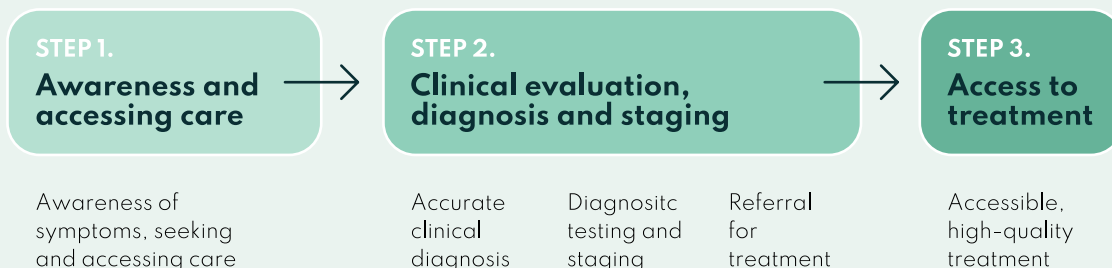 STEP 1.
Awareness and
accessing care
STEP 2.
Clinical evaluation,
diagnosis and staging
STEP 3.
Access to
treatment
Awareness of
symptoms, seeking
and accessing care
Accurate
clinical
diagnosis
Diagnositc
testing and
staging
Referral
for
treatment
Accessible,
high-quality
treatment